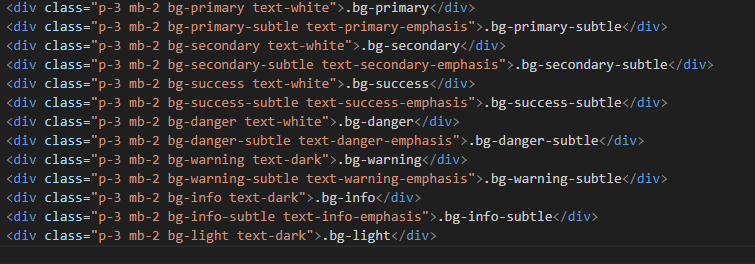 <div class="p-3 mb-2 bg-primary text-white">.bg-primary</div>
<div class="p-3 mb-2 bg-primary-subtle text-primary-emphasis">.bg-primary-subtle</div>
<div class="p-3 mb-2 bg-secondary text-white">.bg-secondary</div>
<div class="p-3 mb-2 bg-secondary-subtle text-secondary-emphasis">.bg-secondary-subtle</div>
<div class="p-3 mb-2 bg-success text-white">.bg-success</div>
<div class="p-3 mb-2 bg-success-subtle text-success-emphasis">.bg-success-subtle</div>
<div class="p-3 mb-2 bg-danger text-white">.bg-danger</div>
<div class="p-3 mb-2 bg-danger-subtle text-danger-emphasis">.bg-danger-subtle</div>
<div class="p-3 mb-2 bg-warning text-dark">.bg-warning</div>
<div class="p-3 mb-2 bg-warning-subtle text-warning-emphasis">.bg-warning-subtle</div>
<div class="p-3 mb-2 bg-info text-dark">.bg-info</div>
<div class="p-3 mb-2 bg-info-subtle text-info-emphasis">.bg-info-subtle</div>
<div class="p-3 mb-2 bg-light text-dark">.bg-light</div>